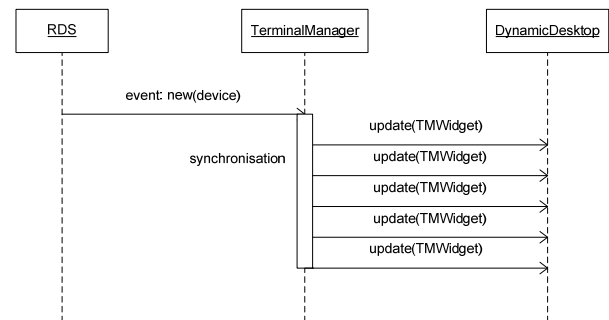 RDS
TerminalManager
DynamicDesktop
event: new(device)
synchronisation
update(TMWidget)
update(TMWidget)
update(TMWidget)
update(TMWidget)
update(TMWidget)